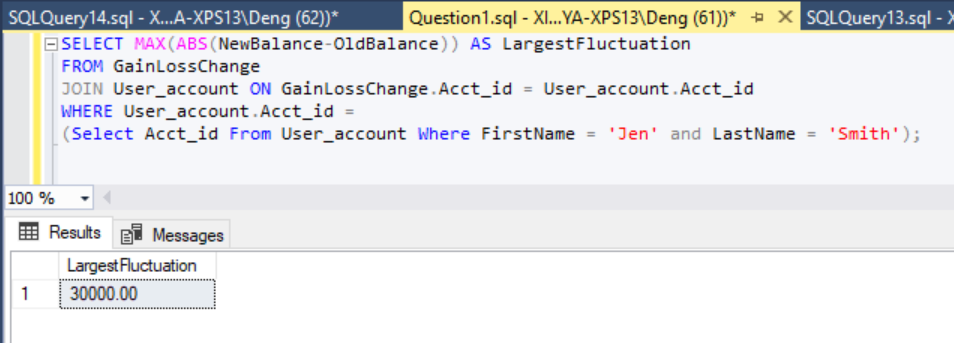 SQLQuery14.sql - X...A-XPS13\Deng (62))* Question1.sql - XI...YA-XPS13\Deng (61))* SQLQuery13.sql - X
SELECT MAX(ABS(NewBalance-OldBalance)) AS LargestFluctuation
FROM GainLossChange
JOIN User_account ON GainLossChange.Acct_id = User_account.Acct_id
WHERE User_account.Acct_id =
(Select Acct_id From User_account Where FirstName = 'Jen' and LastName = 'Smith');
100 %
Results Messages
LargestFluctuation
1 30000.00